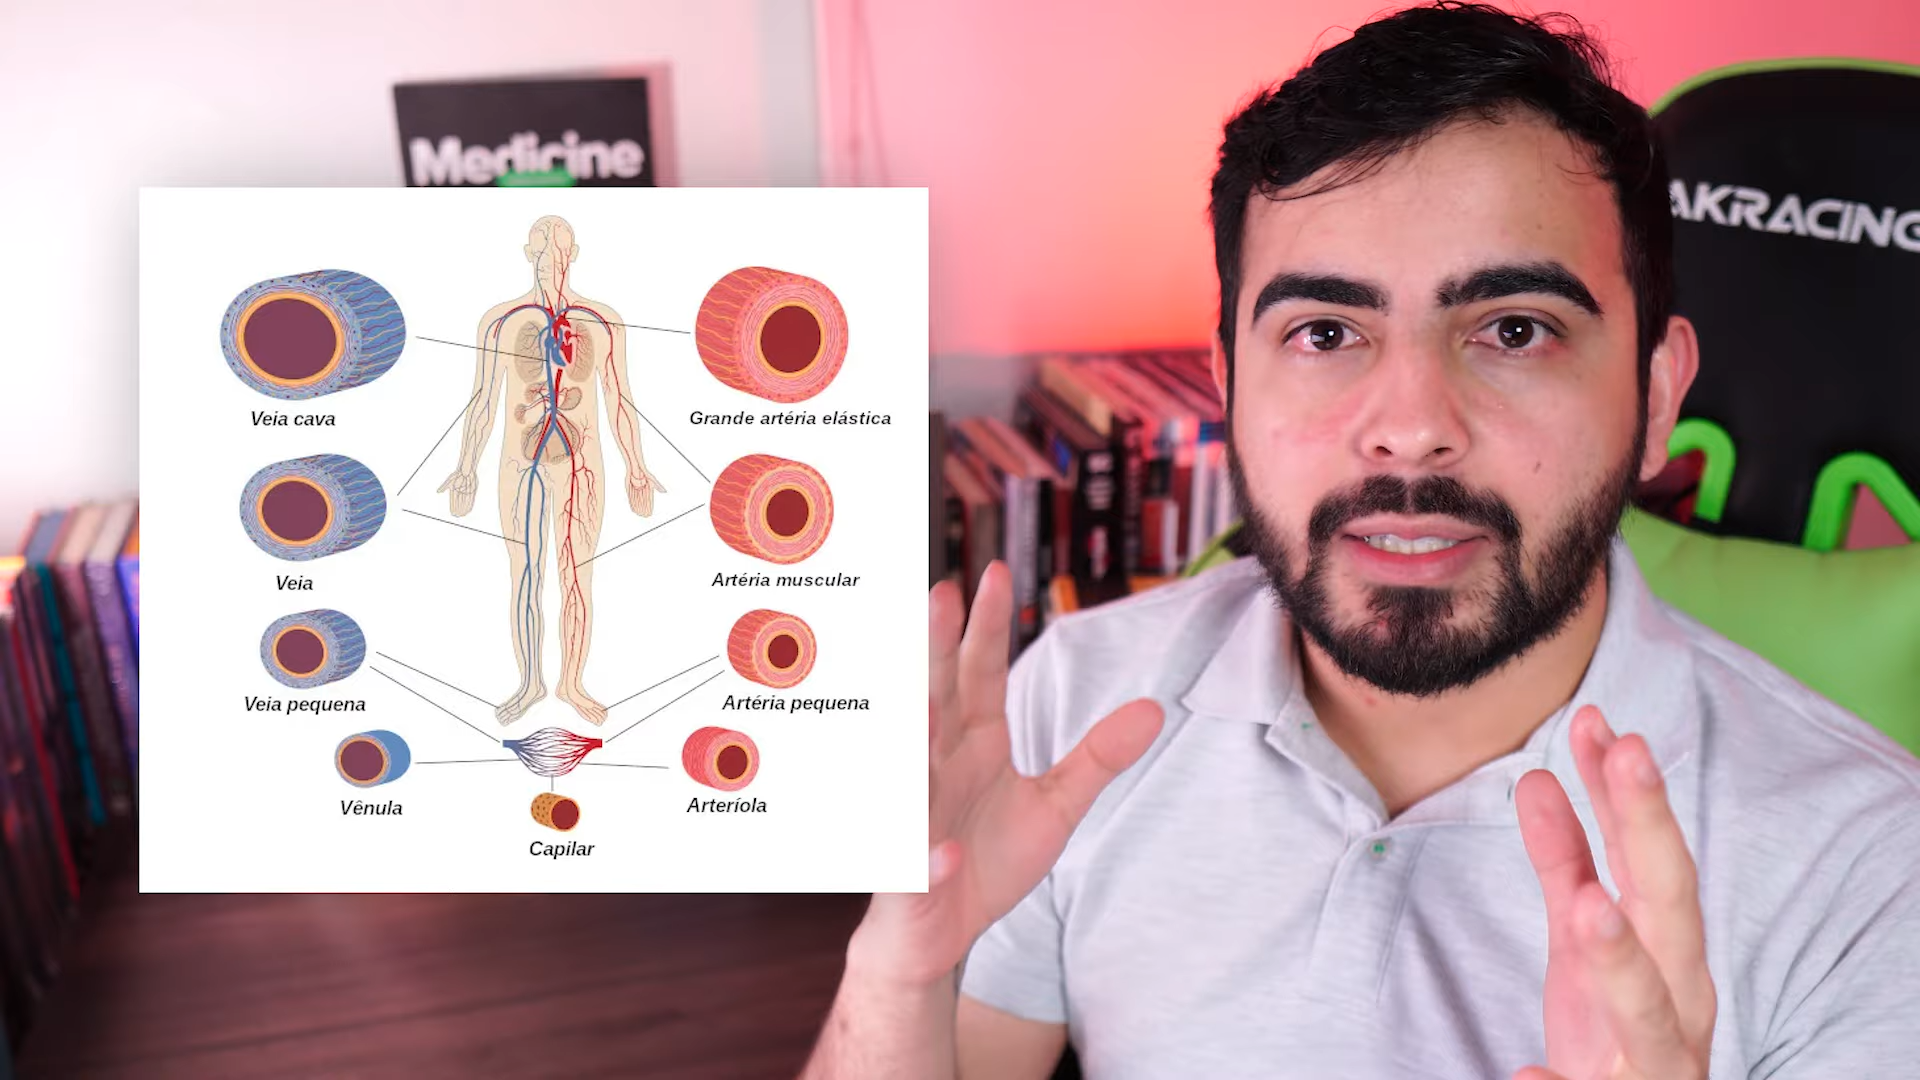 Medicine
AKRACING
Veia cava
Grande artéria elástica
Veia
Artéria muscular
Veia pequena
Artéria pequena
Vênula
Arteríola
Capilar